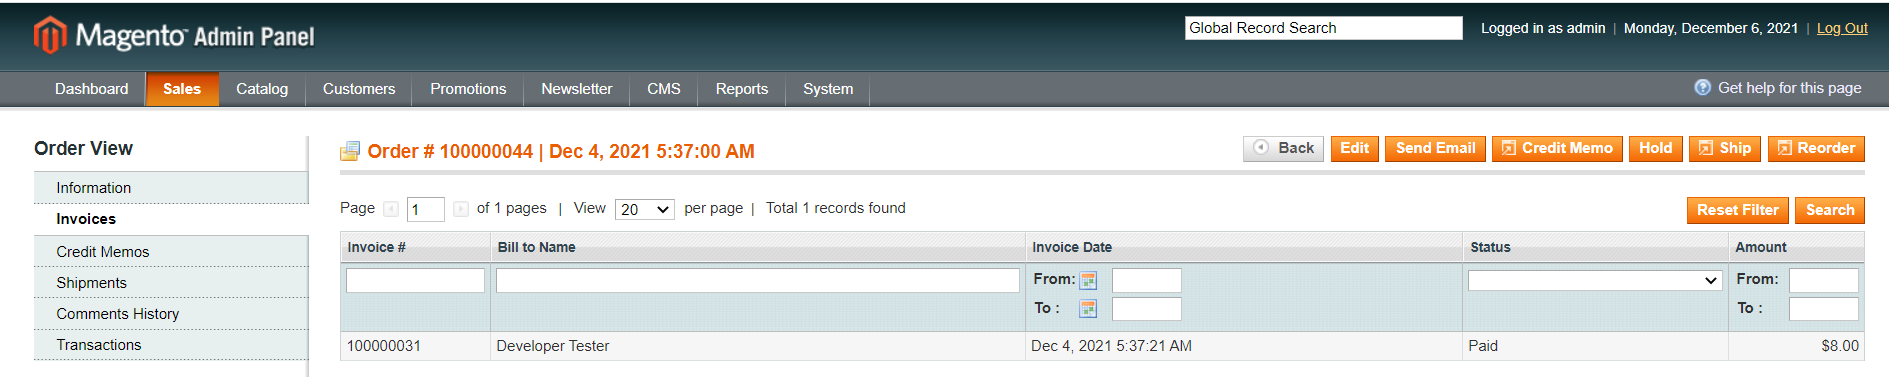 Magento Admin Panel
Global Record Search
Logged in as admin | Monday, December 6, 2021 | Log Out
Dashboard Sales Catalog Customers Promotions Newsletter CMS Reports System
Get help for this page
Order View
Information
Invoices
Credit Memos
Shipments
Comments History
Transactions
Order # 100000044 | Dec 4, 2021 5:37:00 AM
Back Edit Send Email Credit Memo Hold Ship Reorder
Page 1 of 1 pages | View 20 per page | Total 1 records found
Reset Filter Search
Invoice # Bill to Name Invoice Date Status Amount
From: From:
To : To :
100000031 Developer Tester Dec 4, 2021 5:37:21 AM Paid $8.00